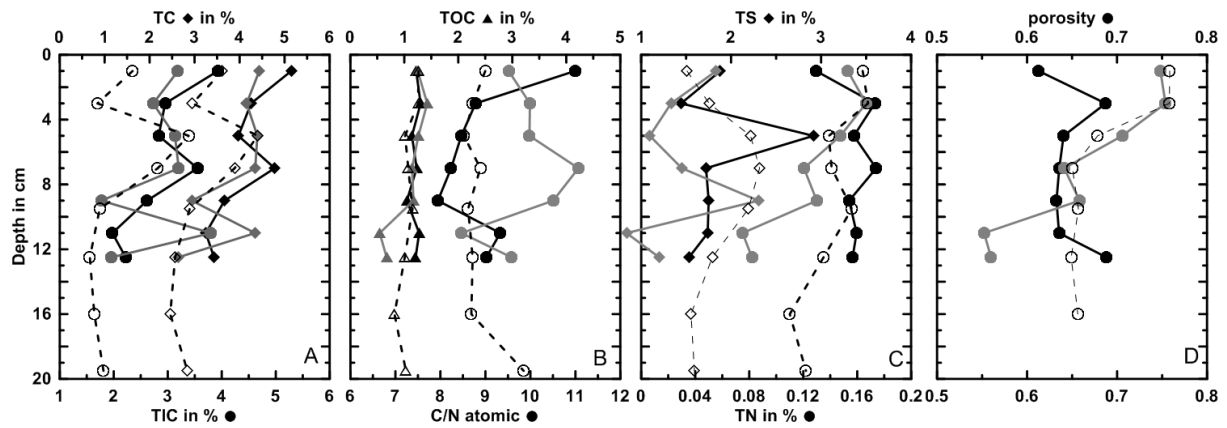 TC ◆ in % TOC ▲ in % TS ◆ in % porosity ●
0 1 2 3 4 5 6 0 1 2 3 4 5 1 2 3 4 0.5 0.6 0.7 0.8
0
4
8
12
16
20
Depth in cm
A B C D
1 2 3 4 5 6 7 8 9 10 11 12 0 0.04 0.08 0.12 0.16 0.2 0.5 0.6 0.7 0.8
TIC in % ● C/N atomic ● TN in % ●